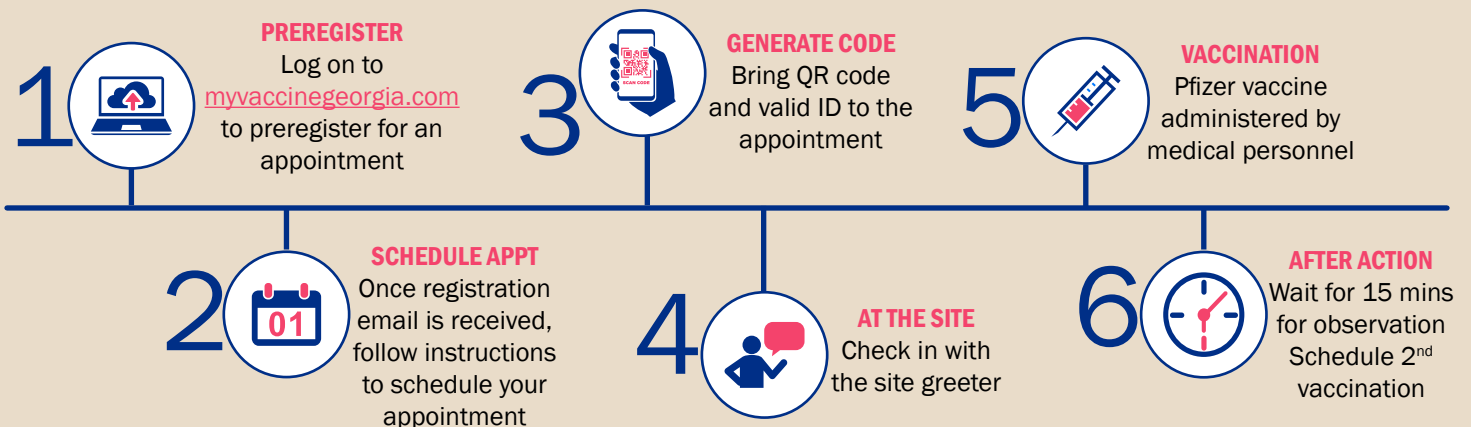 1
PREREGISTER
Log on to
myvaccinegeorgia.com
to preregister for an
appointment
2
01
SCHEDULE APPT
Once registration
email is received,
follow instructions
to schedule your
appointment
3
SCAN CODE
GENERATE CODE
Bring QR code
and valid ID to the
appointment
4
AT THE SITE
Check in with
the site greeter
5
VACCINATION
Pfizer vaccine
administered by
medical personnel
6
AFTER ACTION
Wait for 15 mins
for observation
Schedule 2nd
vaccination